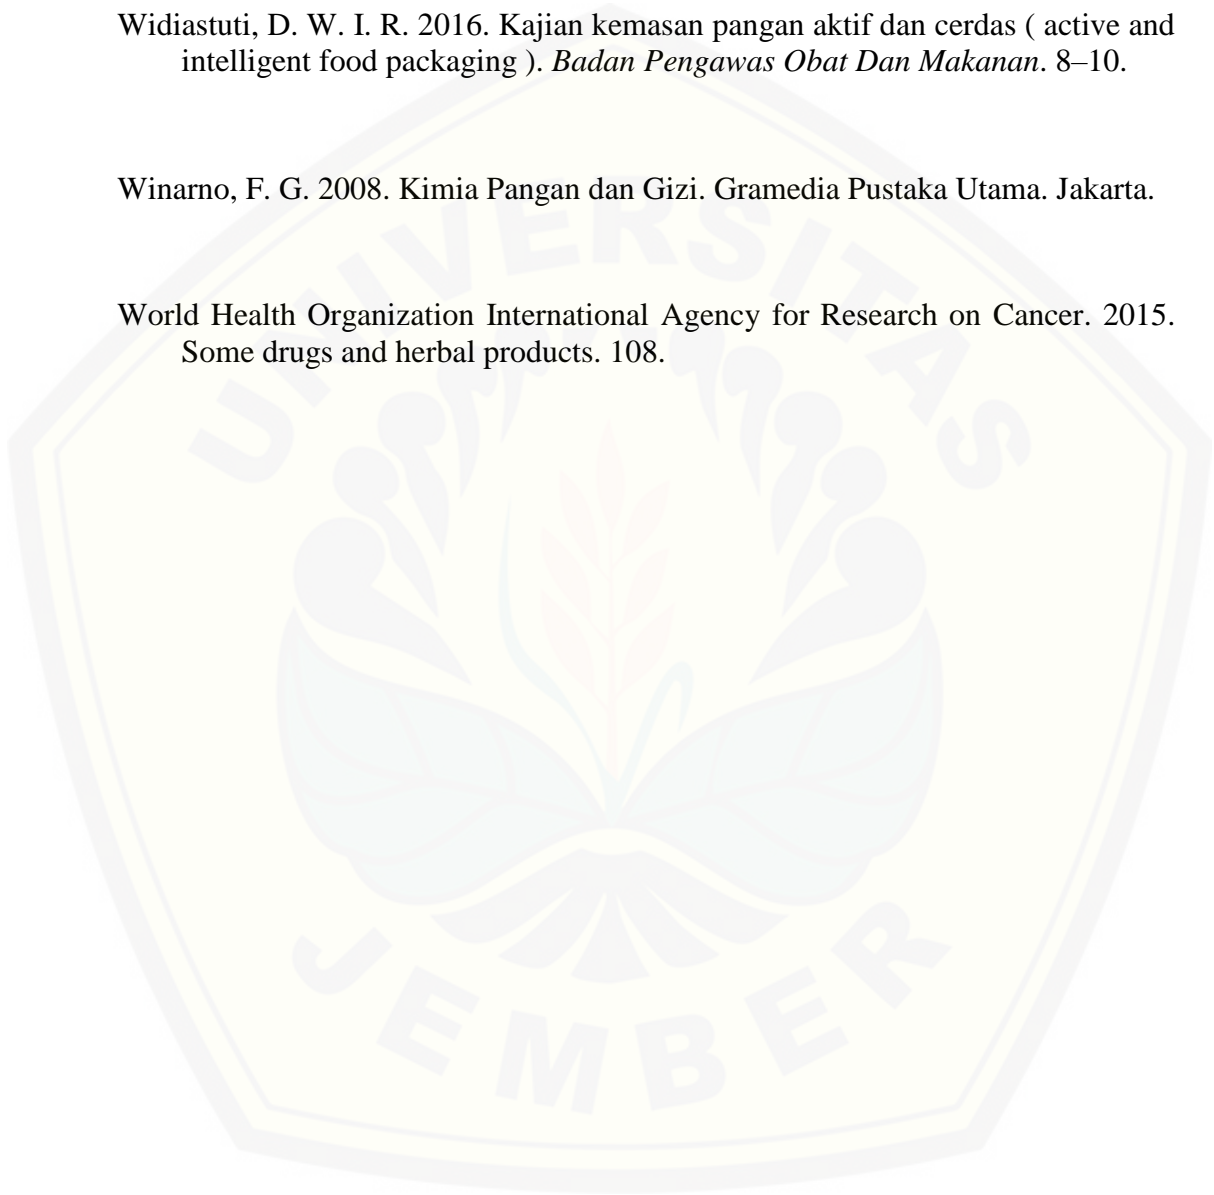 Widiastuti, D. W. I. R. 2016. Kajian kemasan pangan aktif dan cerdas ( active and
intelligent food packaging ). Badan Pengawas Obat Dan Makanan. 8–10.
Winarno, F. G. 2008. Kimia Pangan dan Gizi. Gramedia Pustaka Utama. Jakarta.
World Health Organization International Agency for Research on Cancer. 2015.
Some drugs and herbal products. 108.
UNIVERSITAS
JEMBER